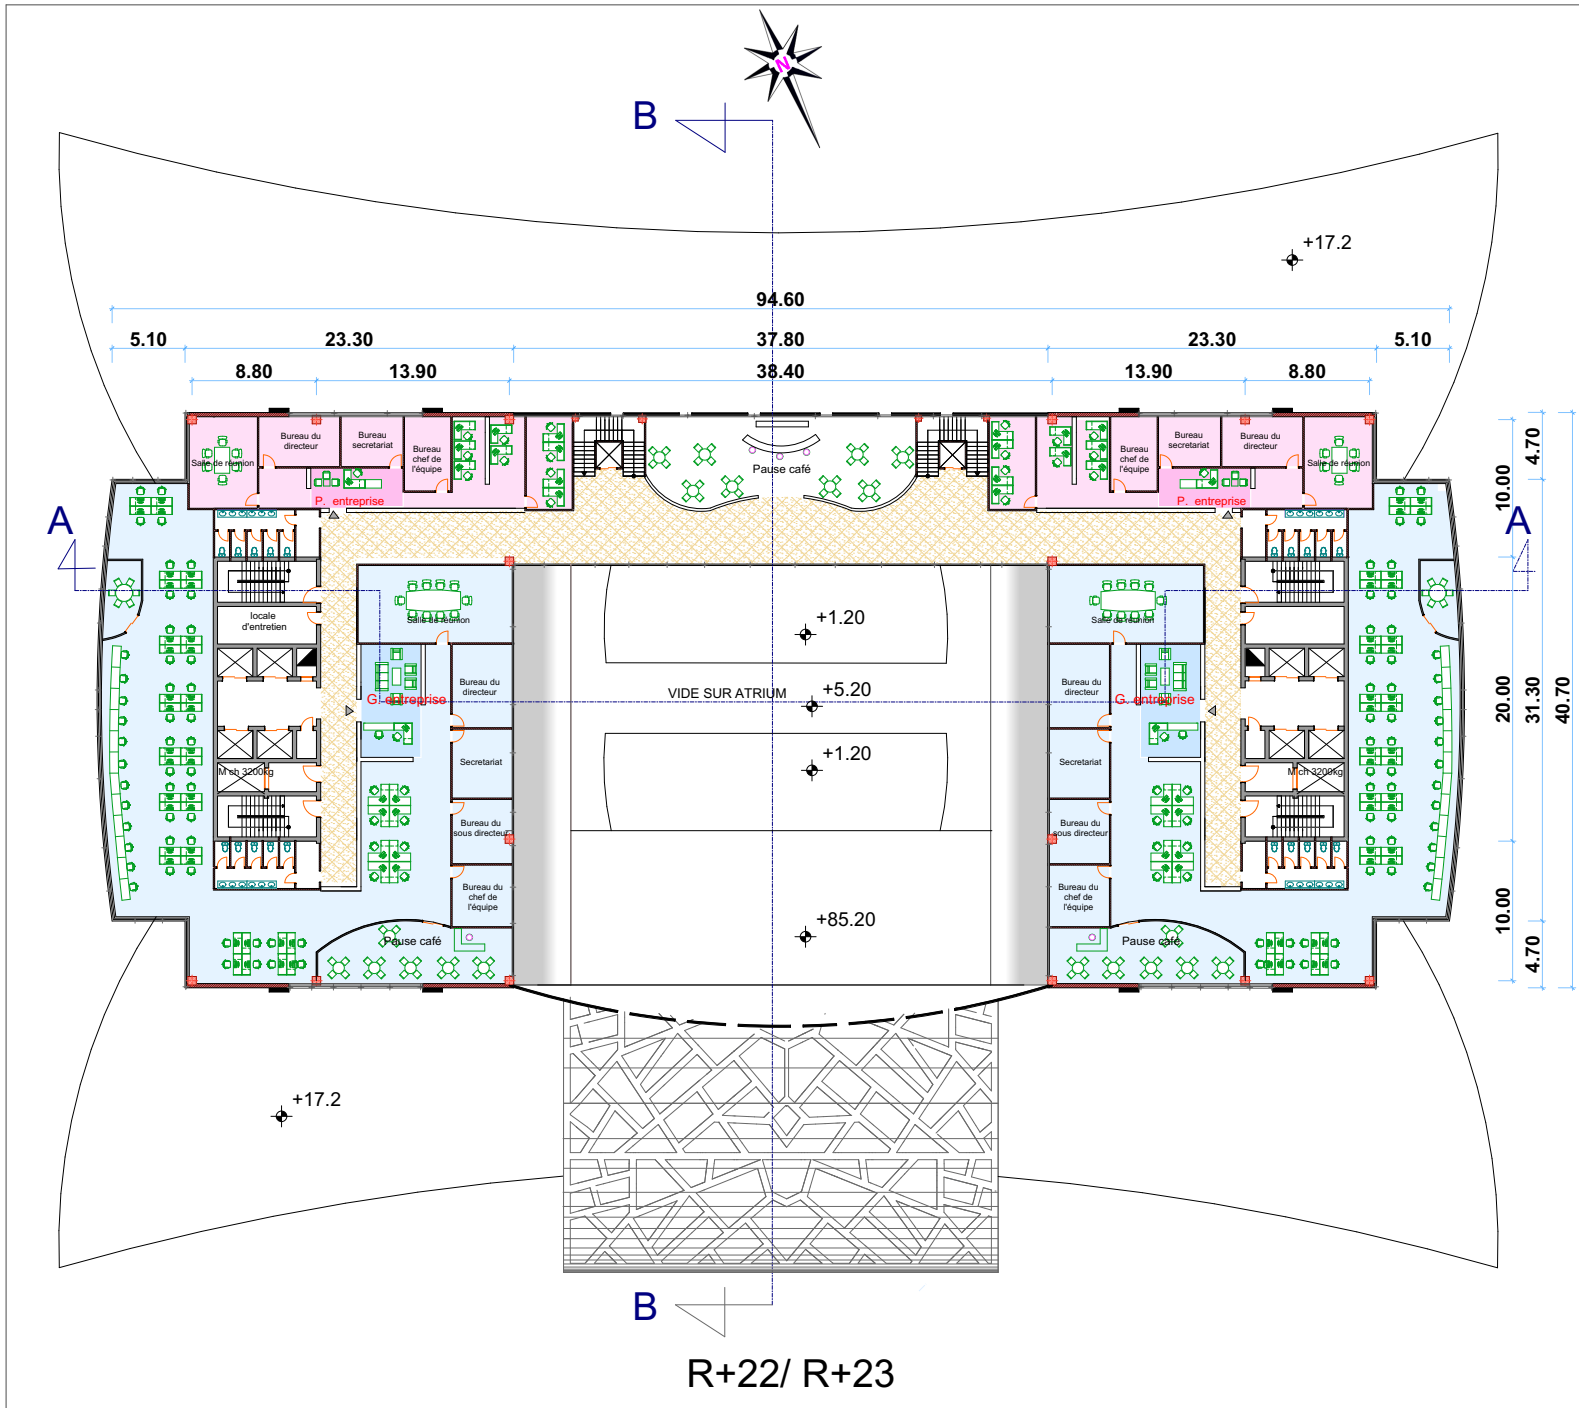 N
B
+17.2
94.60
5.10 23.30 37.80 23.30 5.10
8.80 13.90 38.40 13.90 8.80
Salle de réunion
Bureau du
directeur
Bureau
secretariat
Bureau
chef de
l'équipe
P. entreprise
Pause café
Bureau
chef de
l'équipe
Bureau
secretariat
Bureau du
directeur
Salle de réunion
P. entreprise
4.70
10.00
A
A
locale
d'entretien
Salle de réunion
Salle de réunion
+1.20
Bureau du
directeur
G. entreprise
VIDE SUR ATRIUM
+5.20
Bureau du
directeur
G. entreprise
20.00
31.30
40.70
Secretariat
+1.20
Secretariat
M ch 3200kg
M ch 3200kg
Bureau du
sous directeur
Bureau du
sous directeur
Bureau du
chef de
l'équipe
Bureau du
chef de
l'équipe
10.00
Pause café
+85.20
Pause café
4.70
+17.2
B
R+22/ R+23